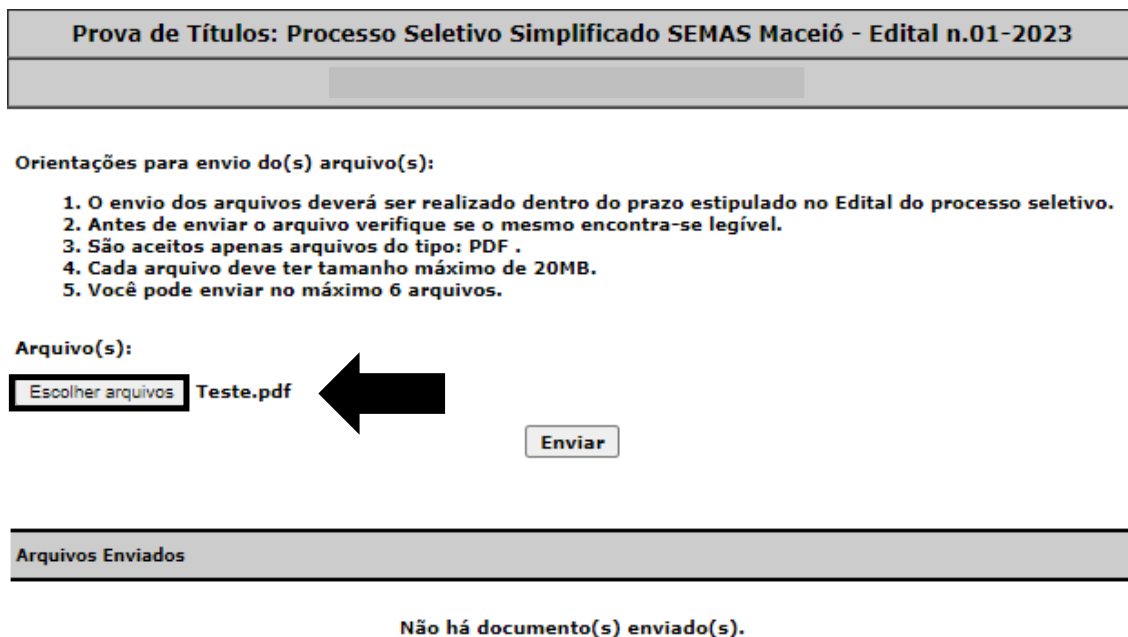 Prova de Títulos: Processo Seletivo Simplificado SEMAS Maceió - Edital n.01-2023
Orientações para envio do(s) arquivo(s):
1. O envio dos arquivos deverá ser realizado dentro do prazo estipulado no Edital do processo seletivo.
2. Antes de enviar o arquivo verifique se o mesmo encontra-se legível.
3. São aceitos apenas arquivos do tipo: PDF .
4. Cada arquivo deve ter tamanho máximo de 20MB.
5. Você pode enviar no máximo 6 arquivos.
Arquivo(s):
Escolher arquivos Teste.pdf
Enviar
Arquivos Enviados
Não há documento(s) enviado(s).